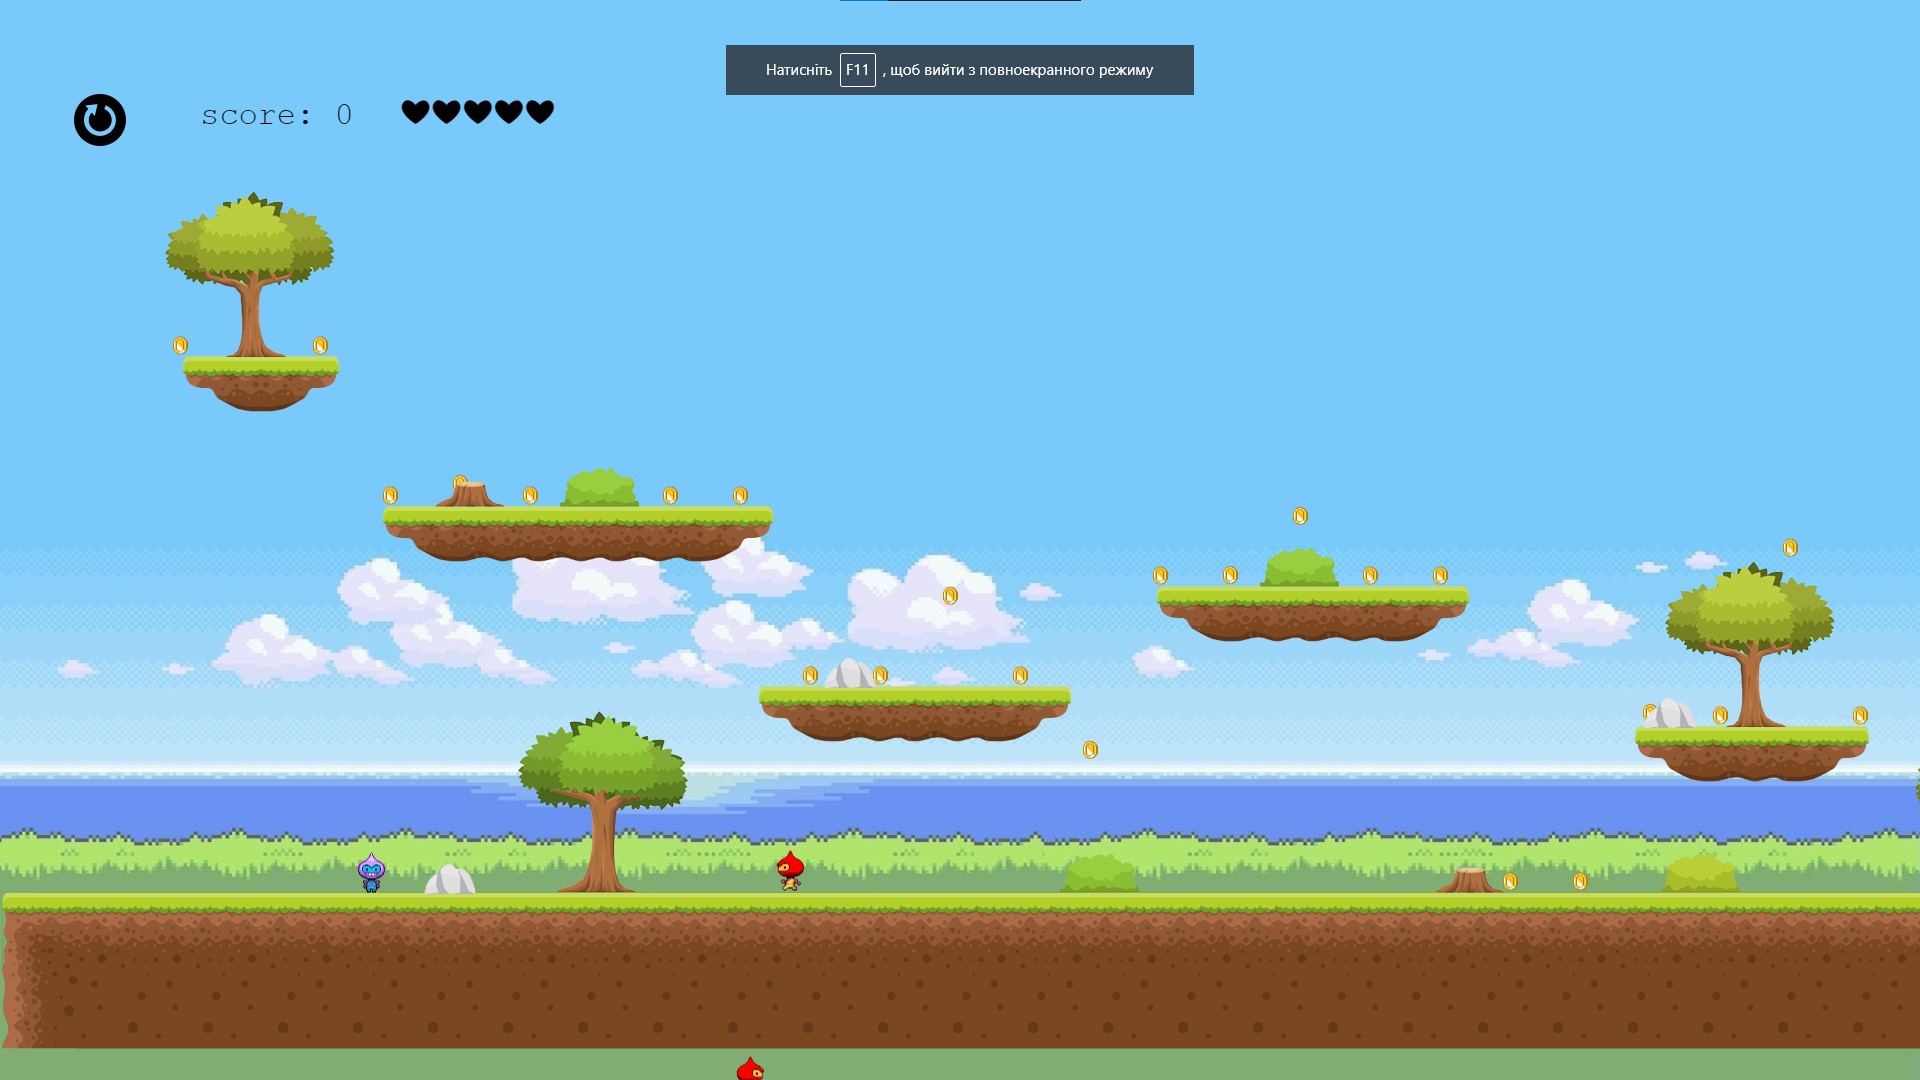 Натисніть F11 , щоб вийти з повноекранного режиму
score: 0